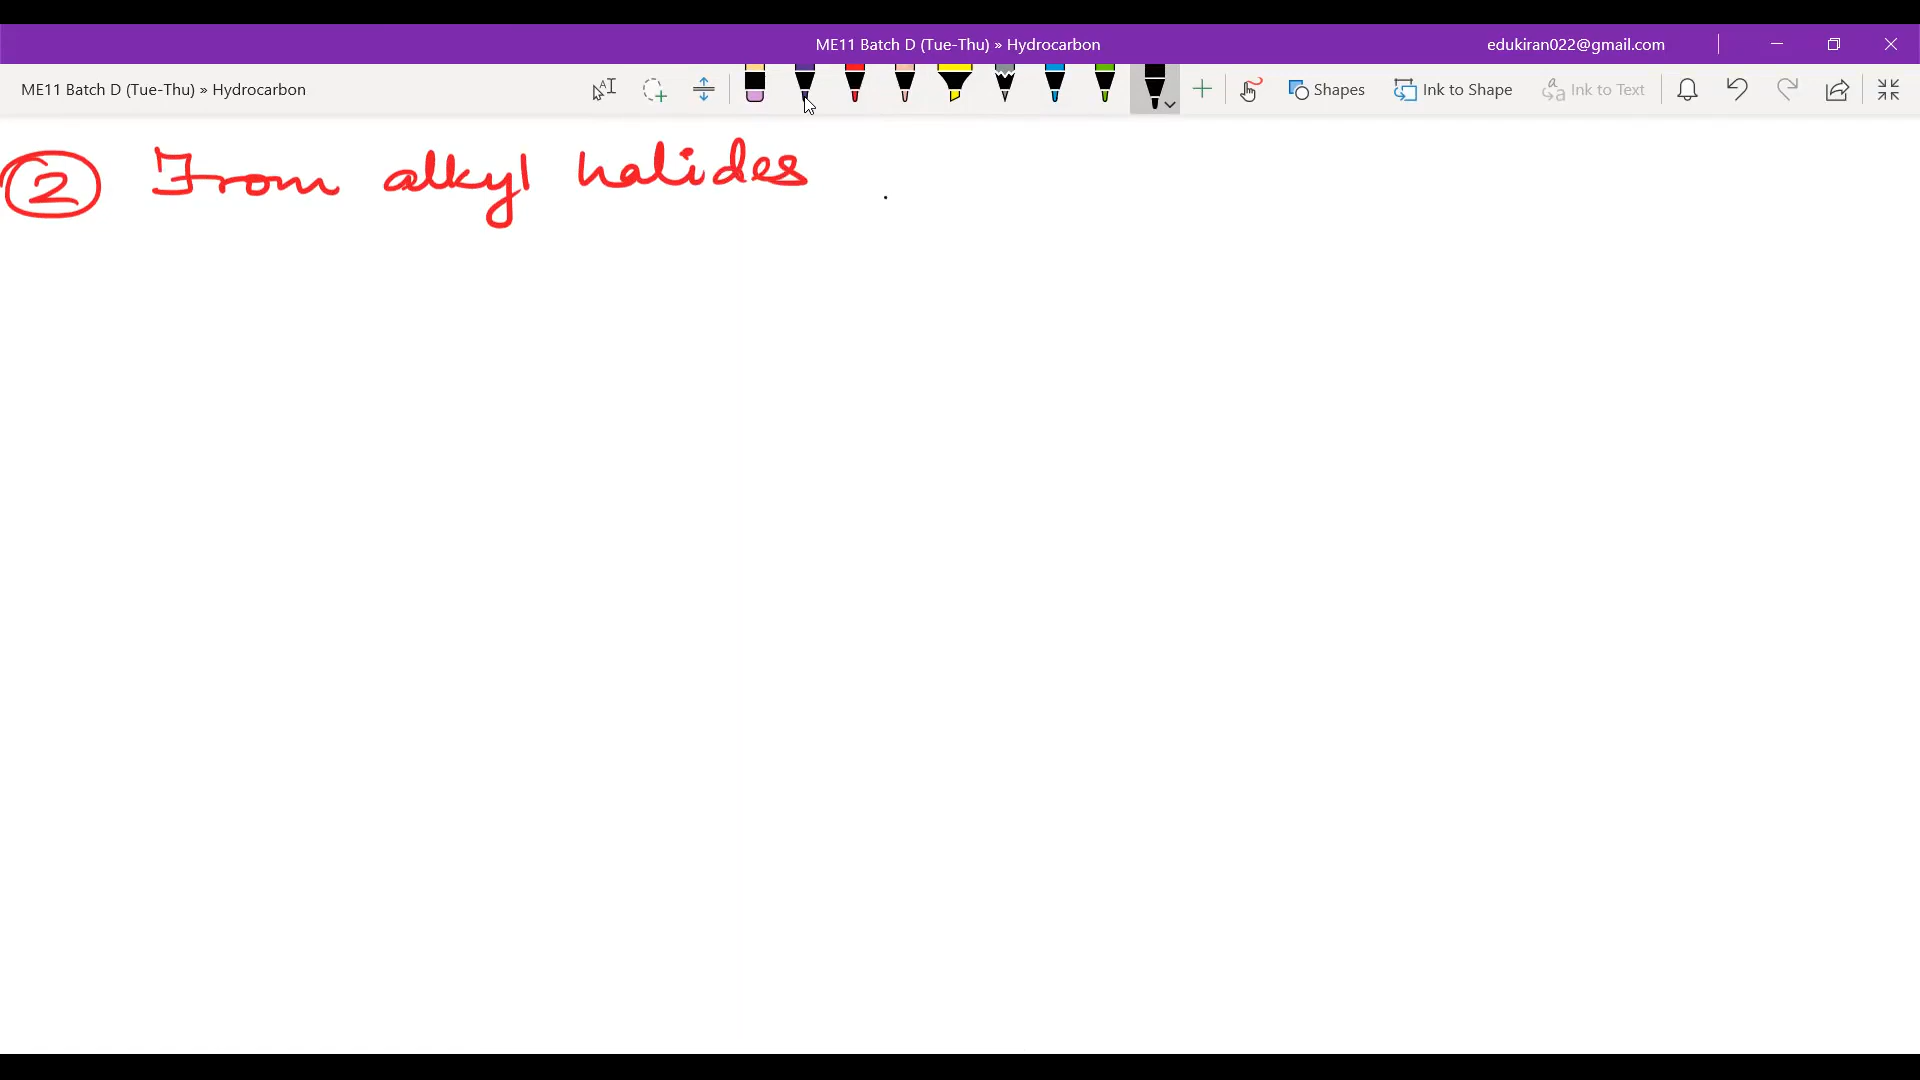 ME11 Batch D (Tue-Thu) » Hydrocarbon
edukiran022@gmail.com
ME11 Batch D (Tue-Thu) » Hydrocarbon
Shapes
Ink to Shape
Ink to Text
2 From alkyl halides